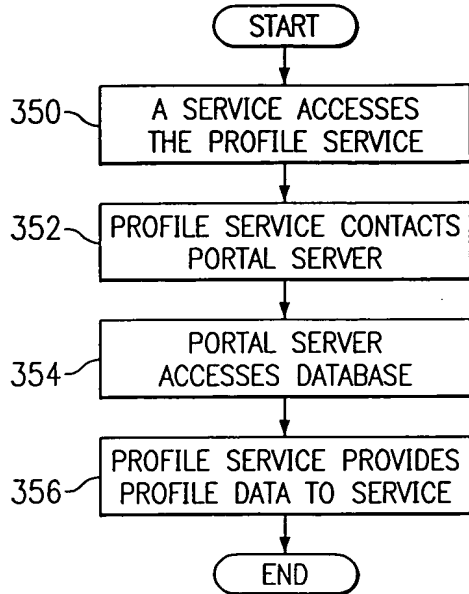 START
350
A SERVICE ACCESSES
THE PROFILE SERVICE
352
PROFILE SERVICE CONTACTS
PORTAL SERVER
354
PORTAL SERVER
ACCESSES DATABASE
356
PROFILE SERVICE PROVIDES
PROFILE DATA TO SERVICE
END